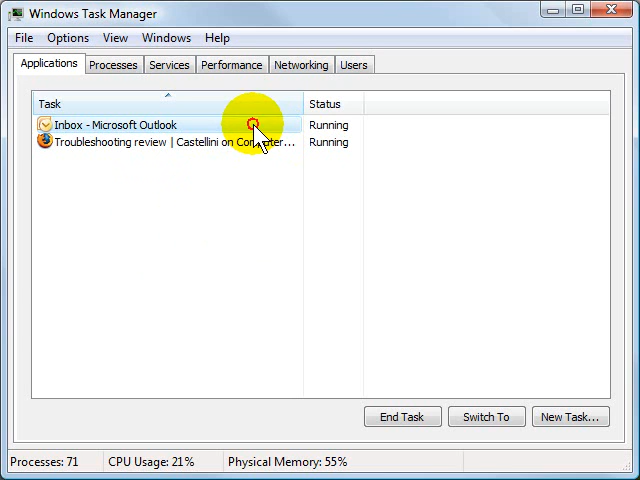 Windows Task Manager
File Options View Windows Help
Applications Processes Services Performance Networking Users
Task Status
Inbox - Microsoft Outlook Running
Troubleshooting review | Castellini on Running
End Task Switch To New Task...
Processes: 71 CPU Usage: 21% Physical Memory: 55%